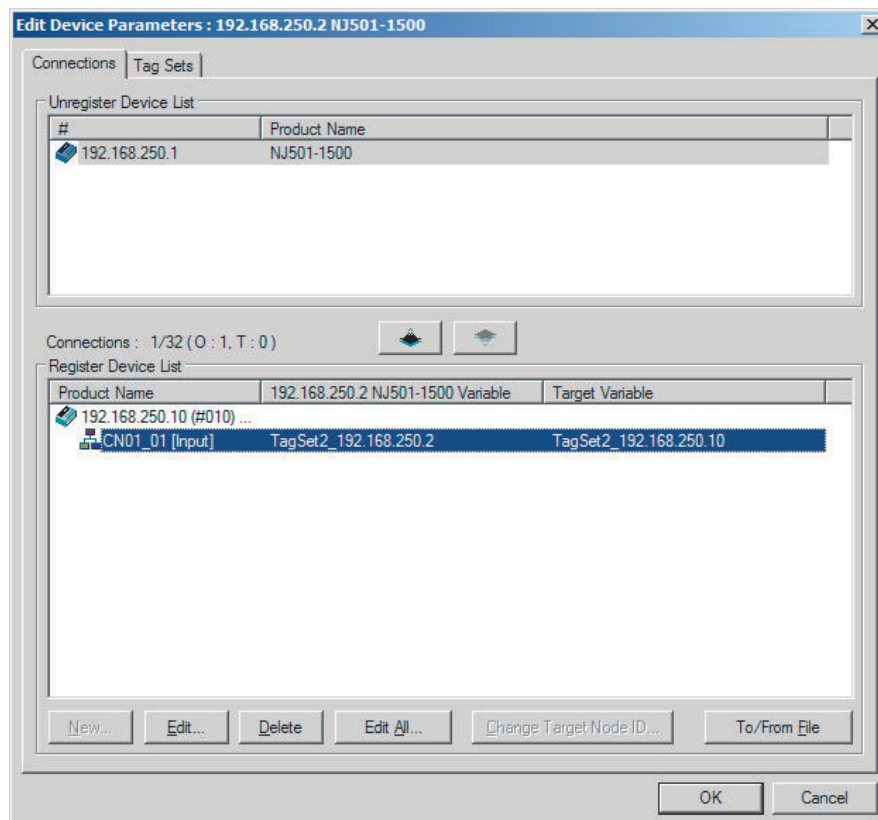 Edit Device Parameters : 192.168.250.2 NJ501-1500
Connections Tag Sets
Unregister Device List
# Product Name
192.168.250.1 NJ501-1500
Connections : 1/32 ( O : 1, T : 0 )
Register Device List
Product Name 192.168.250.2 NJ501-1500 Variable Target Variable
192.168.250.10 (#010) ...
CN01_01 [Input] TagSet2_192.168.250.2 TagSet2_192.168.250.10
New... Edit... Delete Edit All... Change Target Node ID... To/From File
OK Cancel